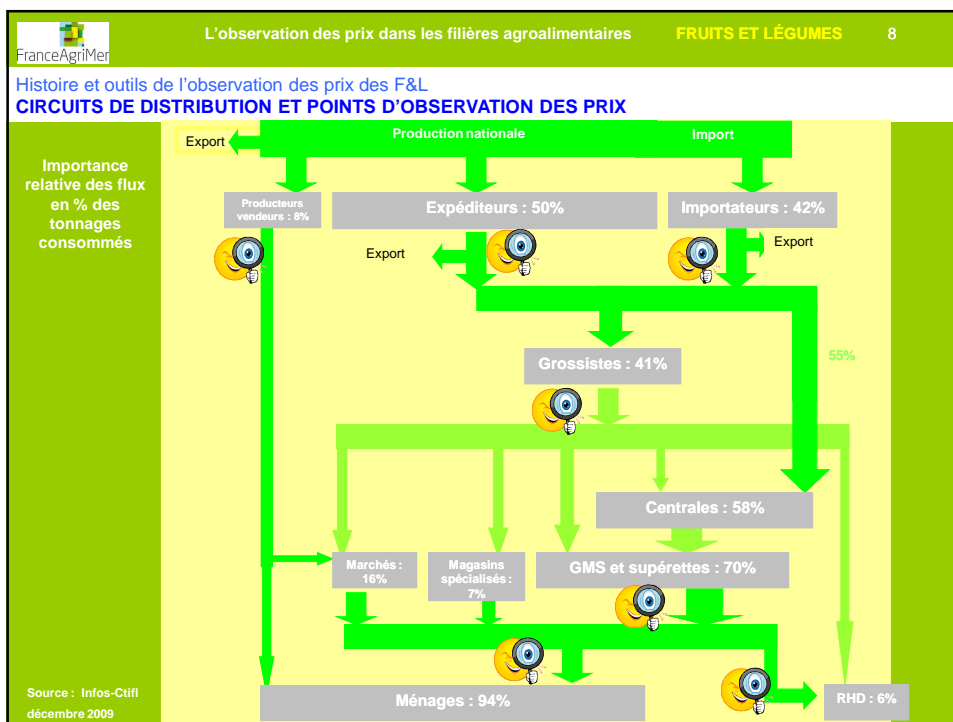 FranceAgriMer
L'observation des prix dans les filières agroalimentaires
FRUITS ET LÉGUMES
8
Histoire et outils de l'observation des prix des F&L
CIRCUITS DE DISTRIBUTION ET POINTS D'OBSERVATION DES PRIX
Importance
relative des flux
en % des
tonnages
consommés
Export
Production nationale
Import
Producteurs
vendeurs : 8%
Expéditeurs : 50%
Importateurs : 42%
Export
Export
Grossistes : 41%
55%
Centrales : 58%
Marchés :
16%
Magasins
spécialisés :
7%
GMS et supérettes : 70%
Ménages : 94%
RHD : 6%
Source : Infos-Ctifl
décembre 2009